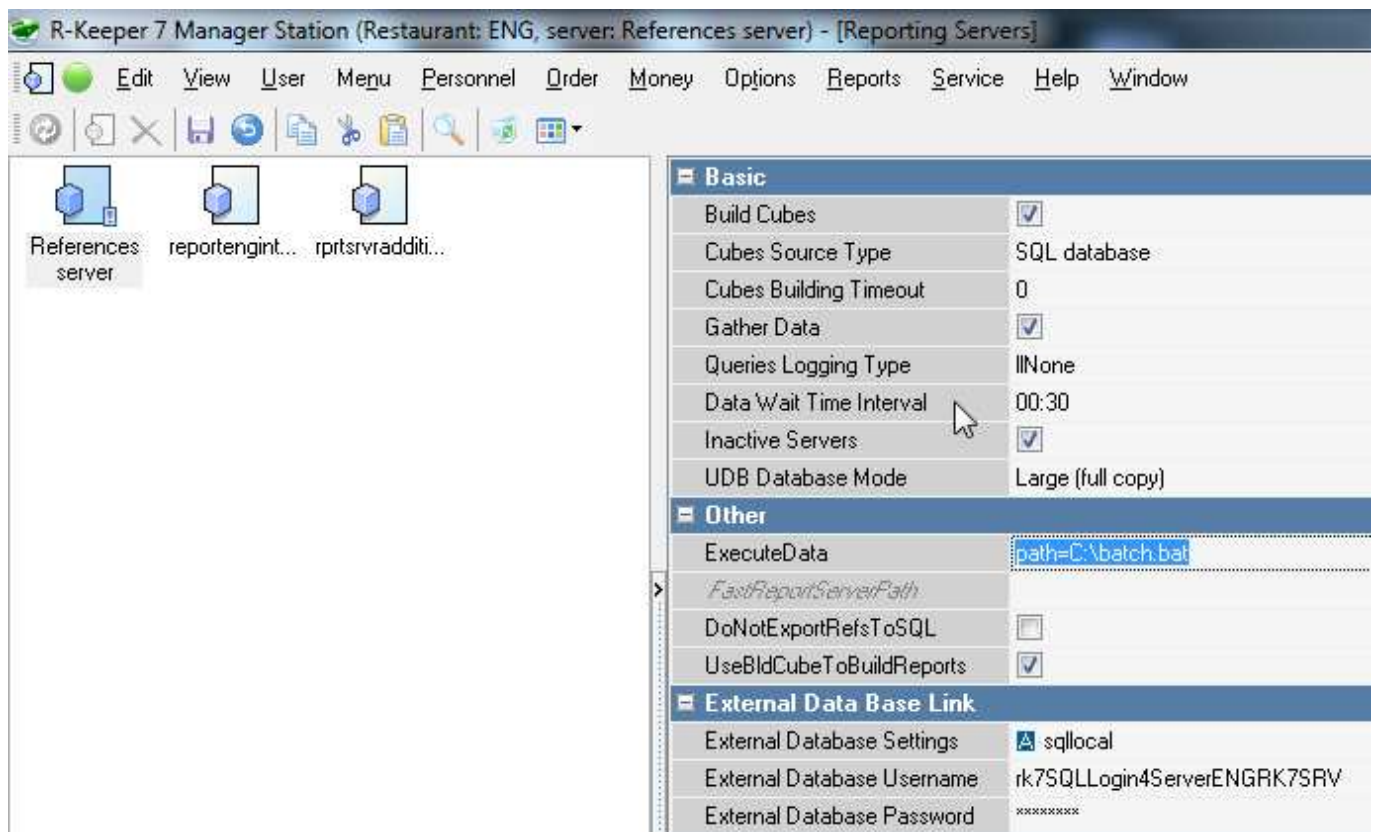 R-Keeper 7 Manager Station (Restaurant: ENG, server: References server) - [Reporting Servers]
Edit View User Menu Personnel Order Money Options Reports Service Help Window
References server
reportengint...
rprtsrvradditi...
Basic
Build Cubes
Cubes Source Type SQL database
Cubes Building Timeout 0
Gather Data
Queries Logging Type llNone
Data Wait Time Interval 00:30
Inactive Servers
UDB Database Mode Large (full copy)
Other
ExecuteData path=C:\batch.bat
FastReportServerPath
DoNotExportRefsToSQL
UseBldCubeToBuildReports
External Data Base Link
External Database Settings A sqllocal
External Database Username rk7SQLLogin4ServerENGRK7SRV
External Database Password ********